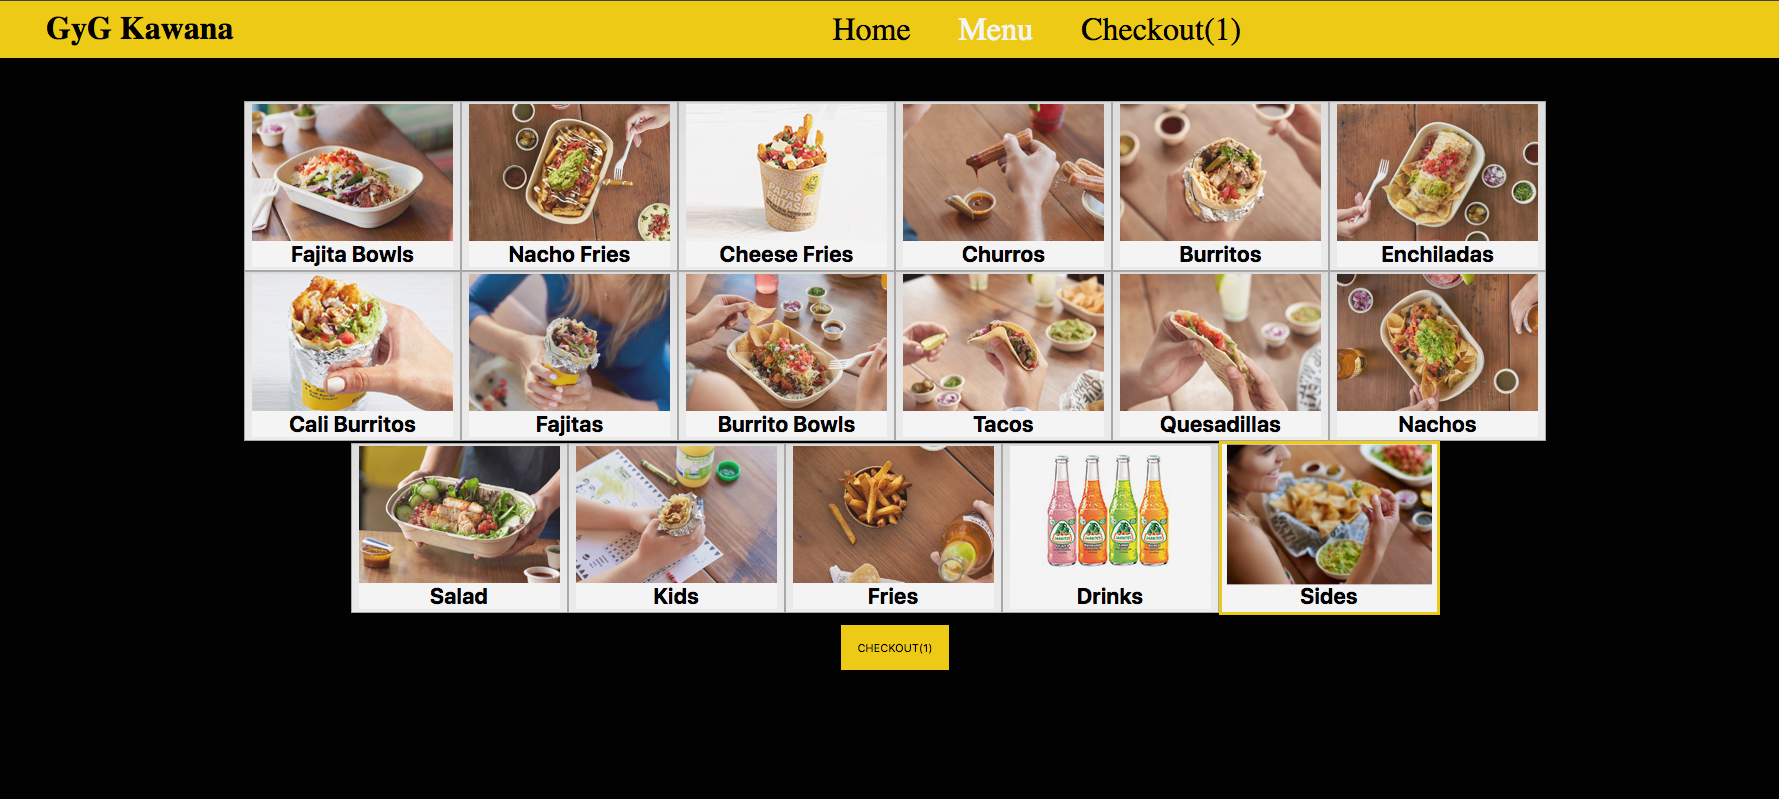 GyG Kawana
Home Menu Checkout(1)
Fajita Bowls Nacho Fries Cheese Fries Churros Burritos Enchiladas
PAPAS
Cali Burritos Fajitas Burrito Bowls Tacos Quesadillas Nachos
Salad Kids Fries Drinks Sides
CHECKOUT(1)